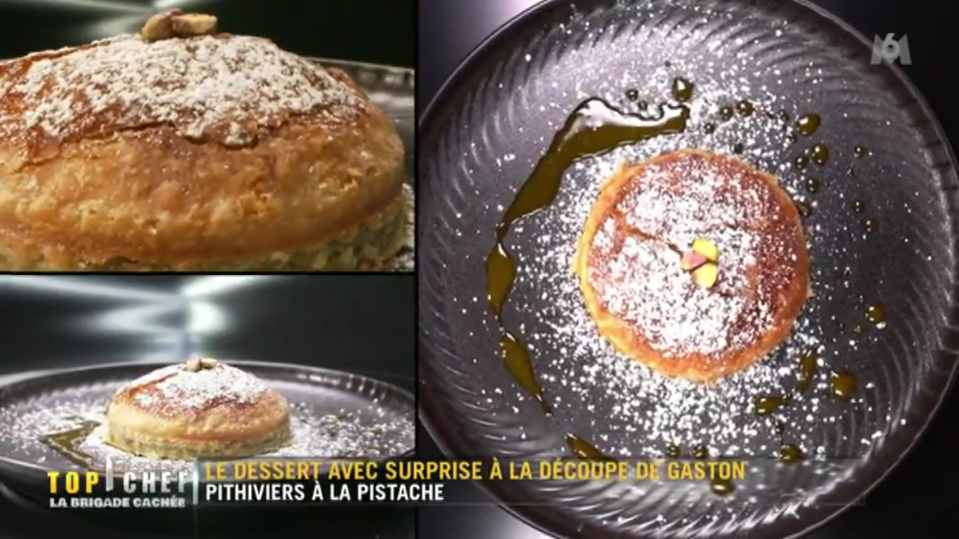 M6
TOP CHEF
LA BRIGADE CACHÉE
LE DESSERT AVEC SURPRISE À LA DÉCOUPE DE GASTON
PITHIVIERS À LA PISTACHE